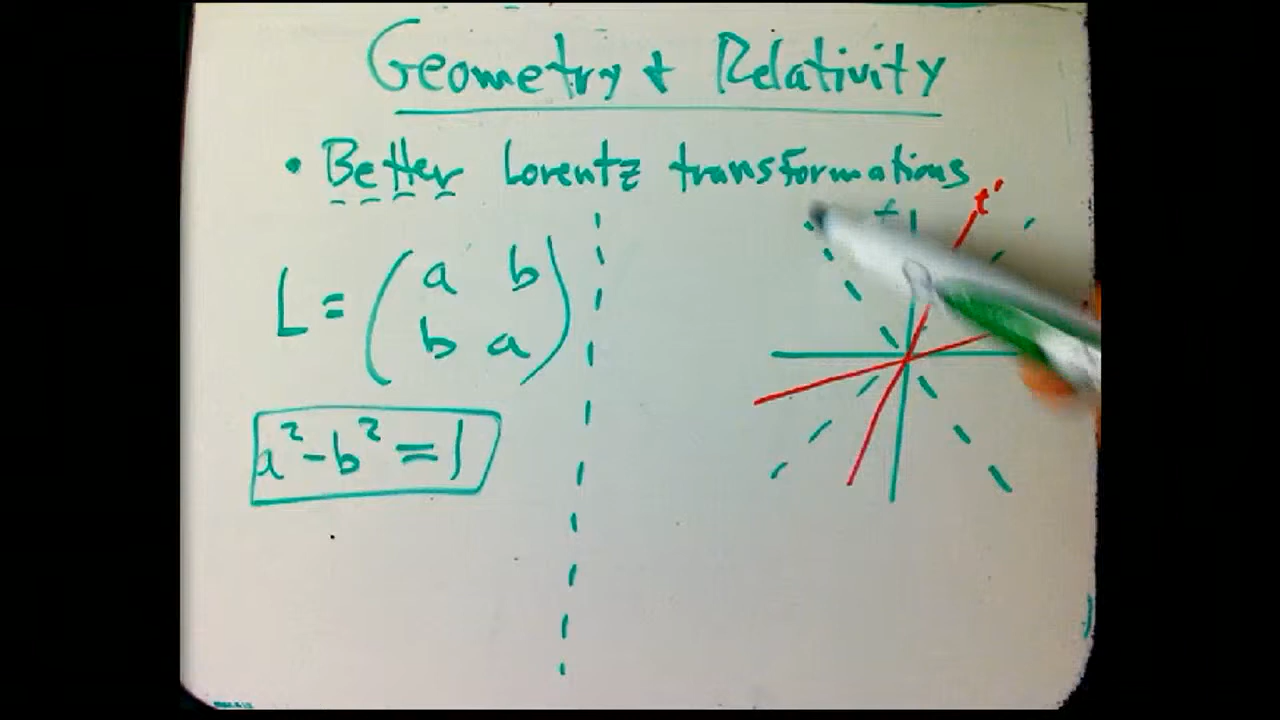 Geometry + Relativity
• Better Lorentz transformations
L = ( a b
b a )
a² - b² = 1
t
t'